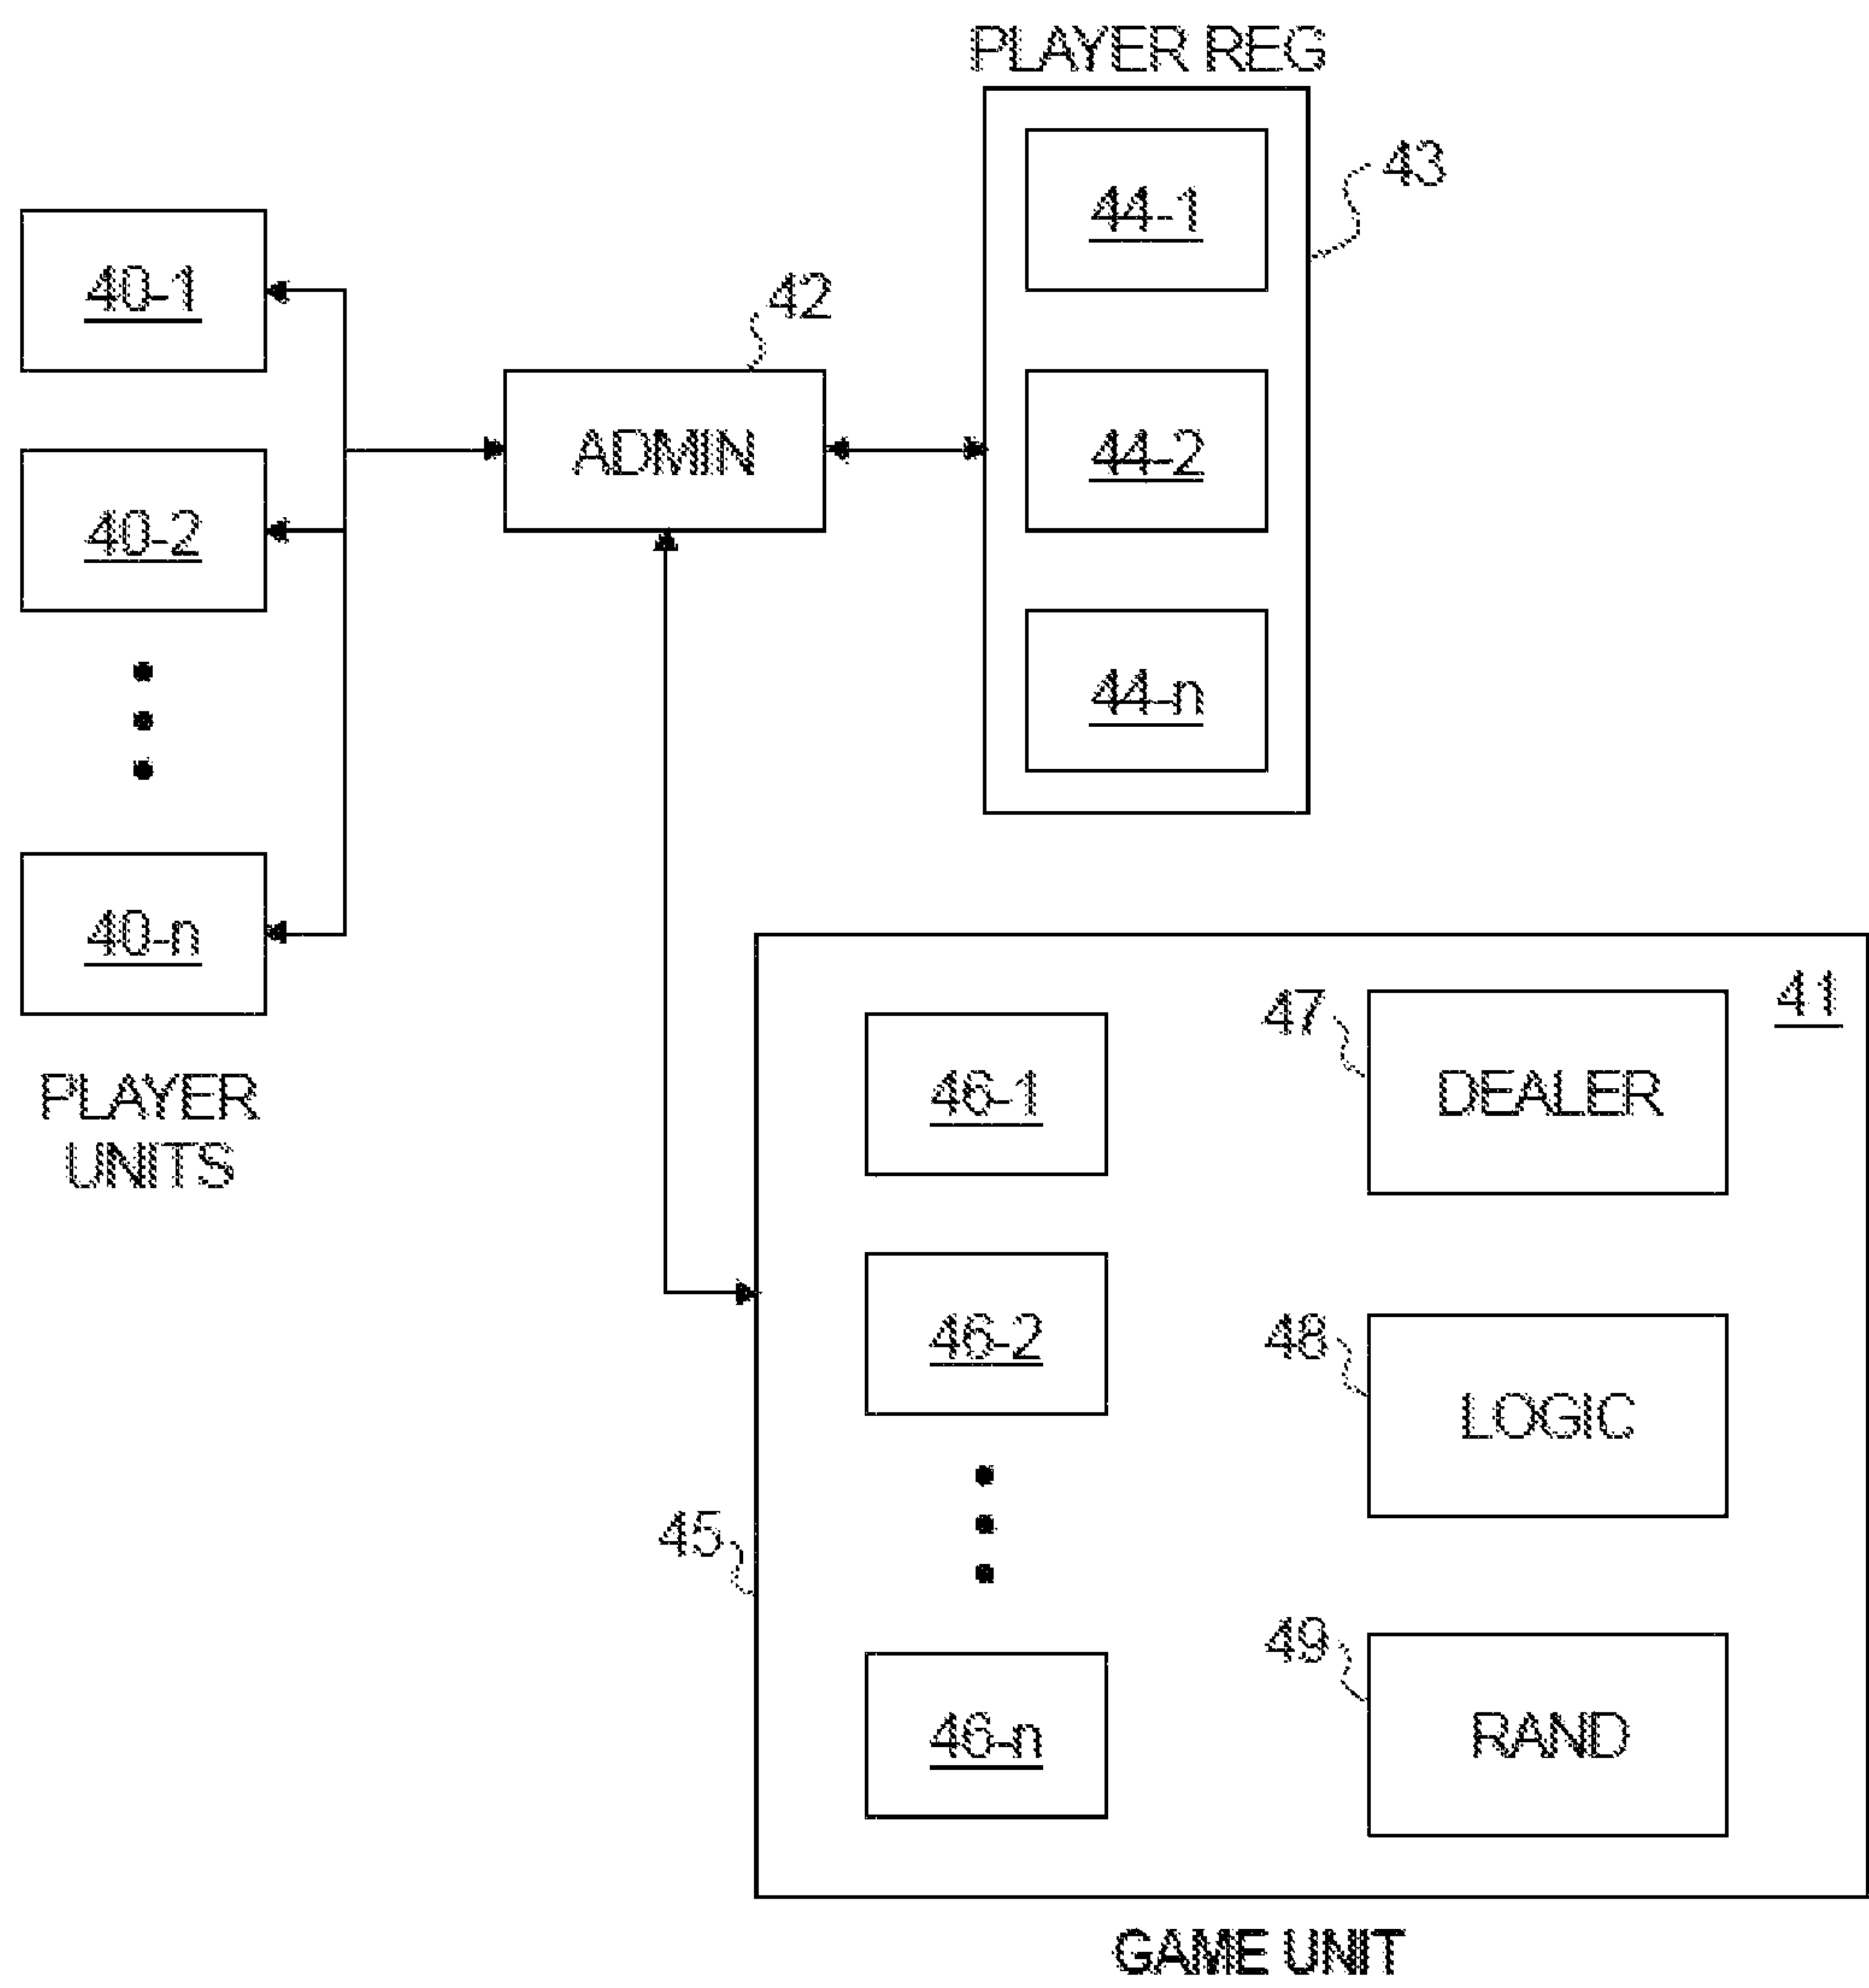 PLAYER REG
43
44-1
40-1
42
ADMIN
44-2
40-2
44-n
40-n
PLAYER
UNITS
41
47
46-1
DEALER
46-2
48
LOGIC
45
49
46-n
RAND
GAME UNIT